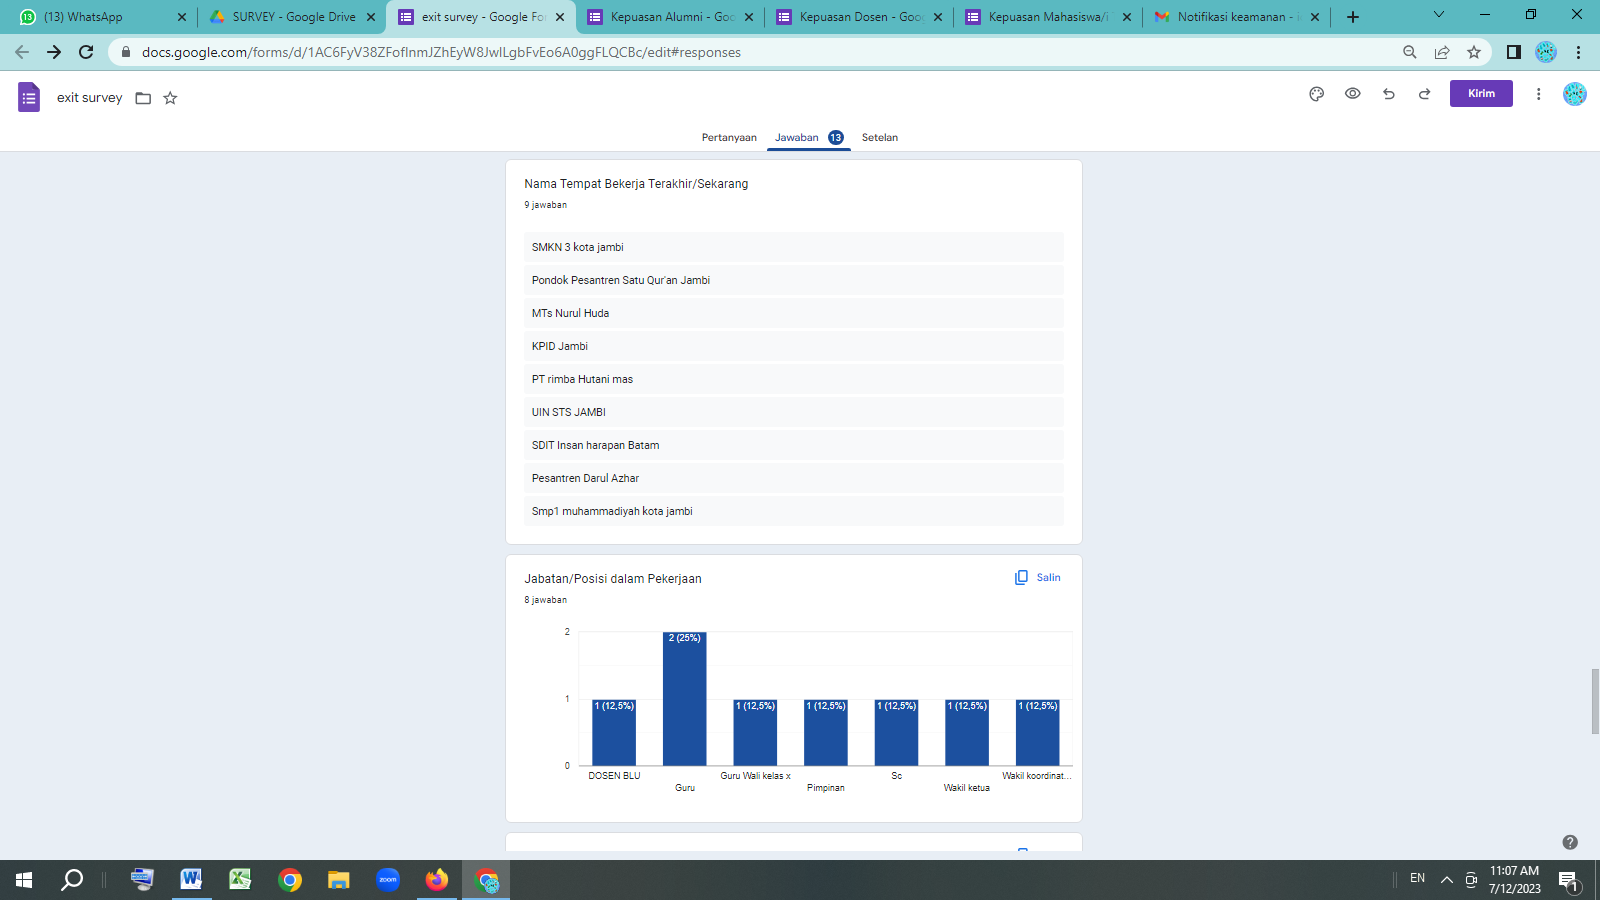 (13) WhatsApp
SURVEY - Google Drive
exit survey - Google Fo
Kepuasan Alumni - Goo
Kepuasan Dosen - Goog
Kepuasan Mahasiswa/i
Notifikasi keamanan - i
docs.google.com/forms/d/1AC6FyV38ZFofInmJZhEyW8JwlLgbFvEo6A0ggFLQCBc/edit#responses
exit survey
Kirim
Pertanyaan
Jawaban 13
Setelan
Nama Tempat Bekerja Terakhir/Sekarang
9 jawaban
SMKN 3 kota jambi
Pondok Pesantren Satu Qur'an Jambi
MTs Nurul Huda
KPID Jambi
PT rimba Hutani mas
UIN STS JAMBI
SDIT Insan harapan Batam
Pesantren Darul Azhar
Smp1 muhammadiyah kota jambi
Jabatan/Posisi dalam Pekerjaan
Salin
8 jawaban
2
1
0
1 (12,5%)
2 (25%)
1 (12,5%)
1 (12,5%)
1 (12,5%)
1 (12,5%)
1 (12,5%)
DOSEN BLU
Guru
Guru Wali kelas x
Pimpinan
Sc
Wakil ketua
Wakil koordinat...
zoom
EN
11:07 AM
7/12/2023
1